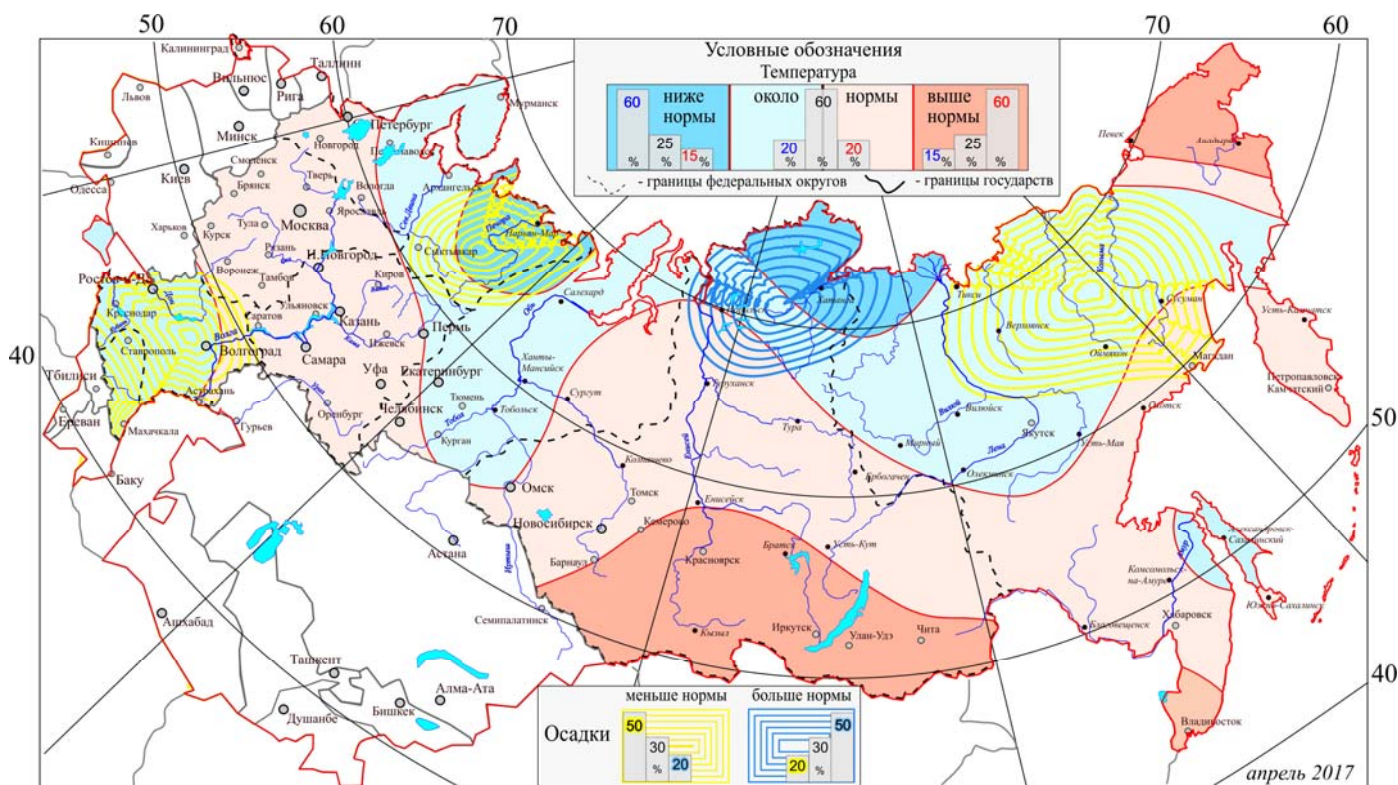 50
60
70
70
60
Калининград
Вильнюс
Таллинн
Рига
Львов
Минск
Кишинев
Одесса
Киев
Петербург
Новгород
Мурманск
Смоленск
Брянск
Тверь
Вологда
Архангельск
Сев.Двина
Печора
Нарьян-Мар
Харьков
Курск
Тула
Москва
Ярославль
Рязань
Н.Новгород
Сыктывкар
Воронеж
Тамбов
Киров
Салехард
Обь
Ростов-Н/Д
Дон
Краснодар
Ульяновск
Саратов
Казань
Ижевск
Пермь
Ставрополь
Волга
Волгоград
Самара
Уфа
Екатеринбург
Ханты-
Мансийск
Сургут
40
Тбилиси
Ереван
Астрахань
Махачкала
Гурьев
Урал
Оренбург
Челябинск
Тюмень
Тобол
Тобольск
Курган
Баку
Омск
Колпашево
Томск
Новосибирск
Кемерово
Барнаул
Астана
Иртыш
Семипалатинск
Ашхабад
Ташкент
Душанбе
Бишкек
Алма-Ата
Условные обозначения
Температура
60
%
25
%
15%
ниже
нормы
около
20
%
60
%
20
%
нормы
выше
нормы
15%
25
%
60
%
- границы федеральных округов
- границы государств
Певек
Анадырь
Колыма
Хатанга
Тикси
Верхоянск
Оймякон
Сусуман
Магадан
Усть-Камчатск
Петропавловск-
Камчатский
Туруханск
Енисей
Тура
Вилюй
Вилюйск
Мирный
Лена
Якутск
Усть-Мая
Охотск
50
Ербогачен
Олекминск
Енисейск
Красноярск
Братск
Усть-Кут
Кызыл
Иркутск
Улан-Удэ
Чита
Амур
Александровск-
Сахалинский
Комсомольск-
на-Амуре
Южно-Сахалинск
Хабаровск
Благовещенск
Владивосток
40
меньше нормы
больше нормы
Осадки
50
30
%
20
20
30
%
50
апрель 2017